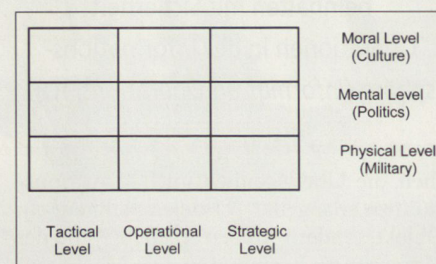 Moral Level
(Culture)
Mental Level
(Politics)
Physical Level
(Military)
Tactical Level
Operational Level
Strategic Level